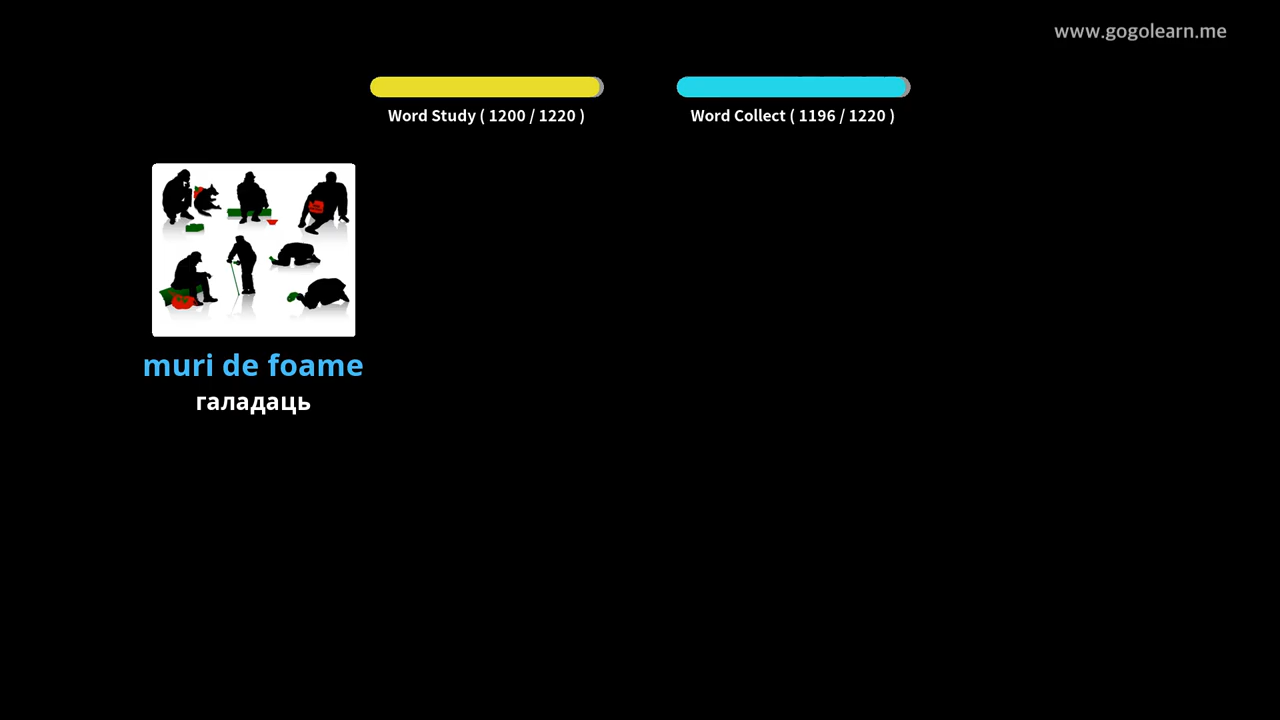 www.gogolearn.me
Word Study ( 1200 / 1220 )
Word Collect ( 1196 / 1220 )
muri de foame
галадаць